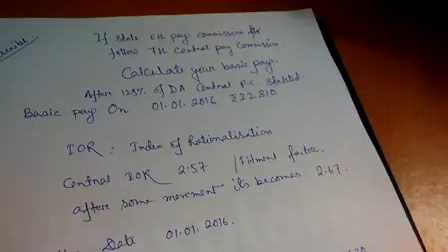 If State 6th pay commission
follow 7th Central pay Commission
Calculate your basic pay.
After 125% of DA Central P.C. Started
Basic pay On 01.01.2016 ₹22,810
IOR : Index of Rationalisation
Central IOR 2.57 / Fitment factor
after some movement its becomes 2.67.
Date 01.01.2016.